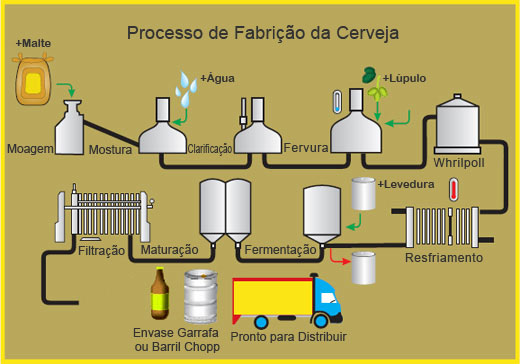 Processo de Fabrição da Cerveja
+Malte
+Água
+Lúpulo
Moagem
Mostura
Clarificação
Fervura
Whrilpoll
+Levedura
Filtração
Maturação
Fermentação
Resfriamento
Envase Garrafa
ou Barril Chopp
Pronto para Distribuir